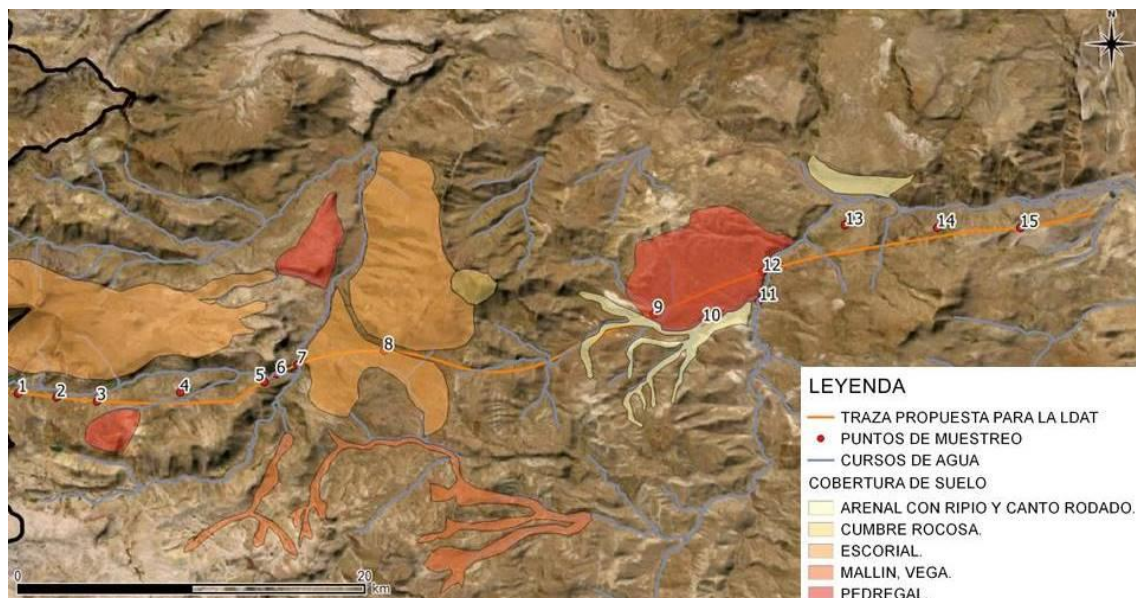 N
13
14
15
12
11
9
10
8
7
6
5
4
1
2
3
LEYENDA
TRAZA PROPUESTA PARA LA LDAT
PUNTOS DE MUESTREO
CURSOS DE AGUA
COBERTURA DE SUELO
ARENAL CON RIPIO Y CANTO RODADO.
CUMBRE ROCOSA.
ESCORIAL.
MALLIN, VEGA.
PEDREGAL.
0 20
km